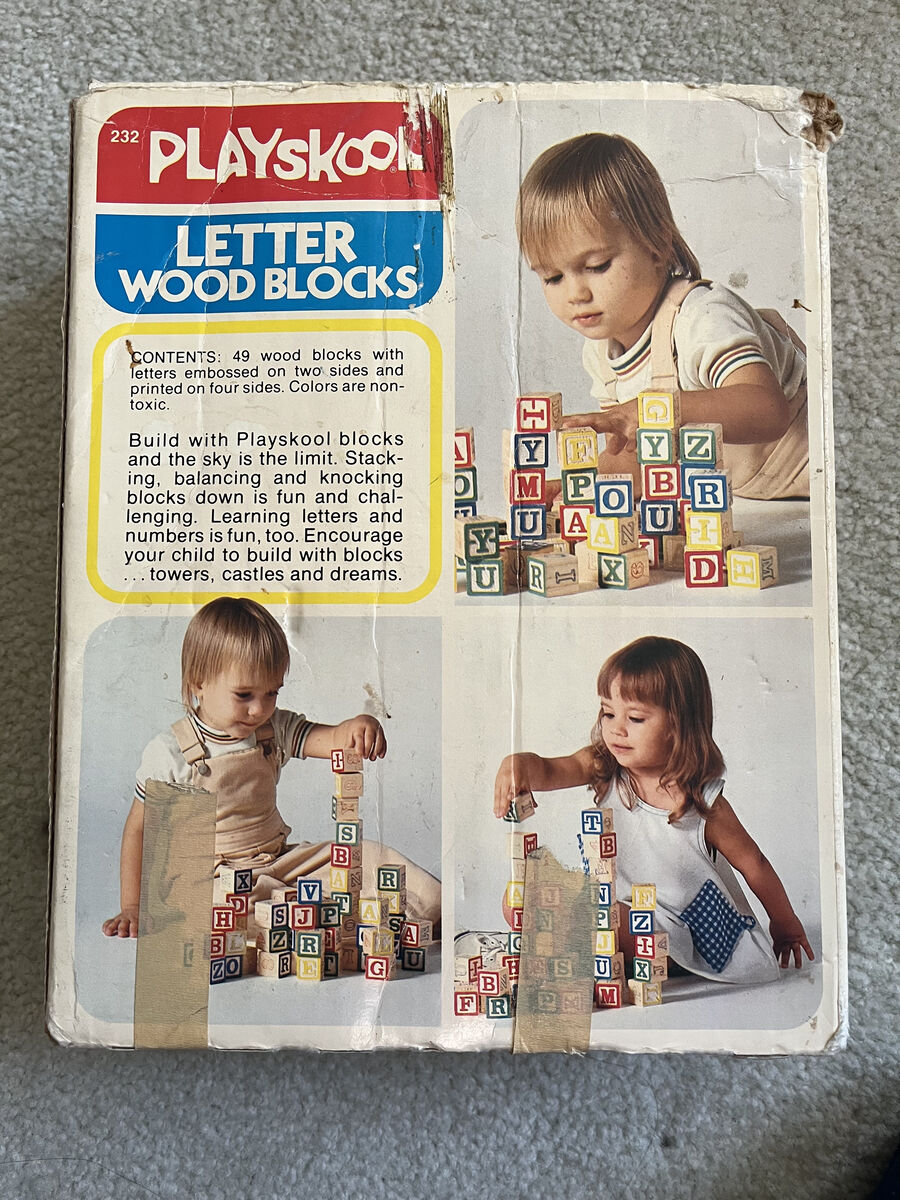 232 PLAYSKOOL
LETTER
WOOD BLOCKS
CONTENTS: 49 wood blocks with
letters embossed on two sides and
printed on four sides. Colors are non-
toxic.
Build with Playskool blocks
and the sky is the limit. Stack-
ing, balancing and knocking
blocks down is fun and chal-
lenging. Learning letters and
numbers is fun, too. Encourage
your child to build with blocks
...towers, castles and dreams.
I G
Y F Y Z
M P O B R
U A A N U I
Y
U R I X D H
I
S
B
A
X V R
H S J P T A
B L Z R A
Z O R E G U
T
B
N F
P Z
J I
U X
B
F R M